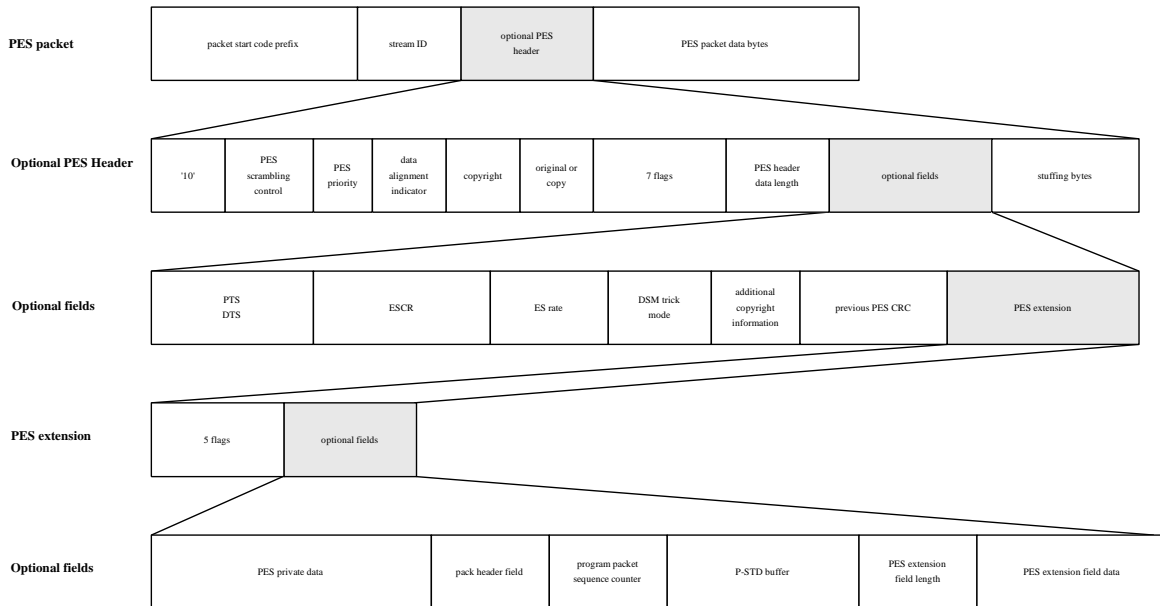 PES packet
packet start code prefix
stream ID
optional PES
header
PES packet data bytes
Optional PES Header
'10'
PES
scrambling
control
PES
priority
data
alignment
indicator
copyright
original or
copy
7 flags
PES header
data length
optional fields
stuffing bytes
Optional fields
PTS
DTS
ESCR
ES rate
DSM trick
mode
additional
copyright
information
previous PES CRC
PES extension
PES extension
5 flags
optional fields
Optional fields
PES private data
pack header field
program packet
sequence counter
P-STD buffer
PES extension
field length
PES extension field data